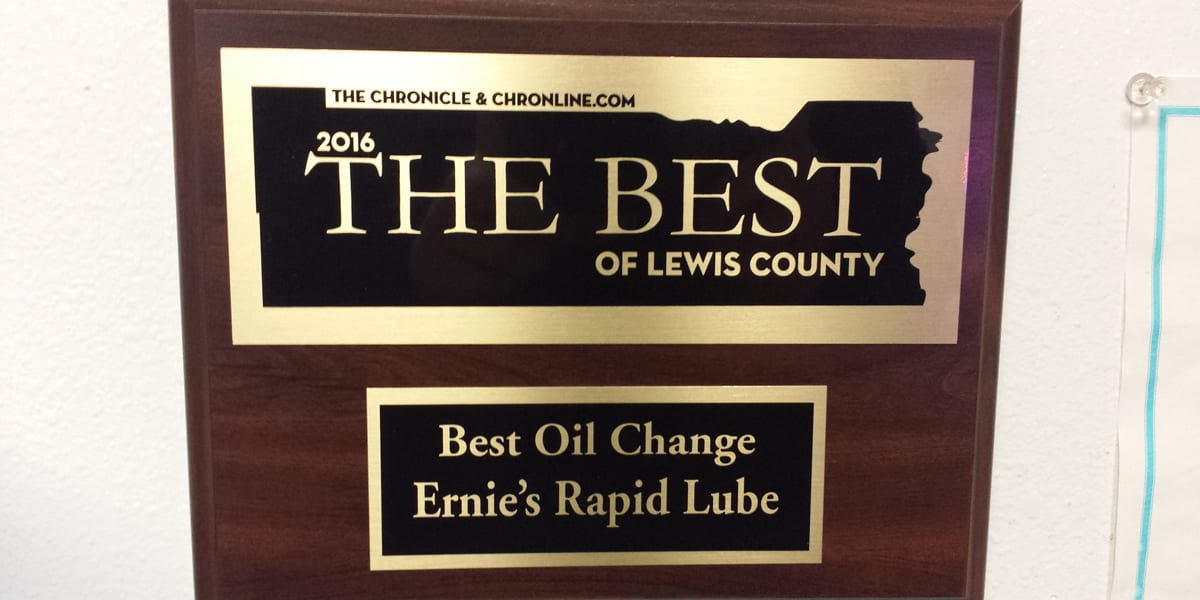 THE CHRONICLE & CHRONLINE.COM
2016
THE BEST
OF LEWIS COUNTY
Best Oil Change
Ernie's Rapid Lube